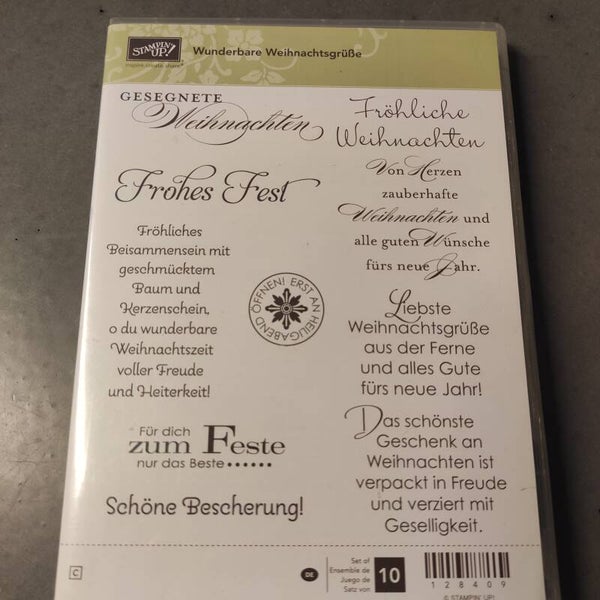 STAMPIN' UP!
inspire. create. share.
Wunderbare Weihnachtsgrüße
GESEGNETE
Weihnachten
Frohes Fest
Fröhliches
Beisammensein mit
geschmücktem
Baum und
Kerzenschein,
o du wunderbare
Weihnachtszeit
voller Freude
und Heiterkeit!
Für dich
zum Feste
nur das Beste ••••••
Schöne Bescherung!
ÖFFNEN! ERST AN HEILIGABEND
Fröhliche
Weihnachten
Von Herzen
zauberhafte
Weihnachten und
alle guten Wünsche
fürs neue Jahr.
Liebste
Weihnachtsgrüße
aus der Ferne
und alles Gute
fürs neue Jahr!
Das schönste
Geschenk an
Weihnachten ist
verpackt in Freude
und verziert mit
Geselligkeit.
C
DE
Set of
Ensemble de
Juego de
Satz von
10
128409
© STAMPIN' UP!